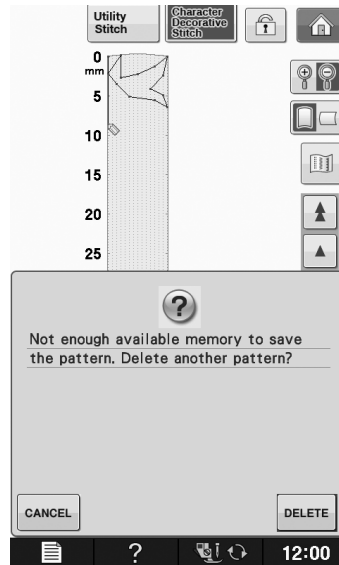 Utility
Stitch
Character
Decorative
Stitch
0
mm
5
10
15
20
25
?
Not enough available memory to save
the pattern. Delete another pattern?
CANCEL
DELETE
?
12:00